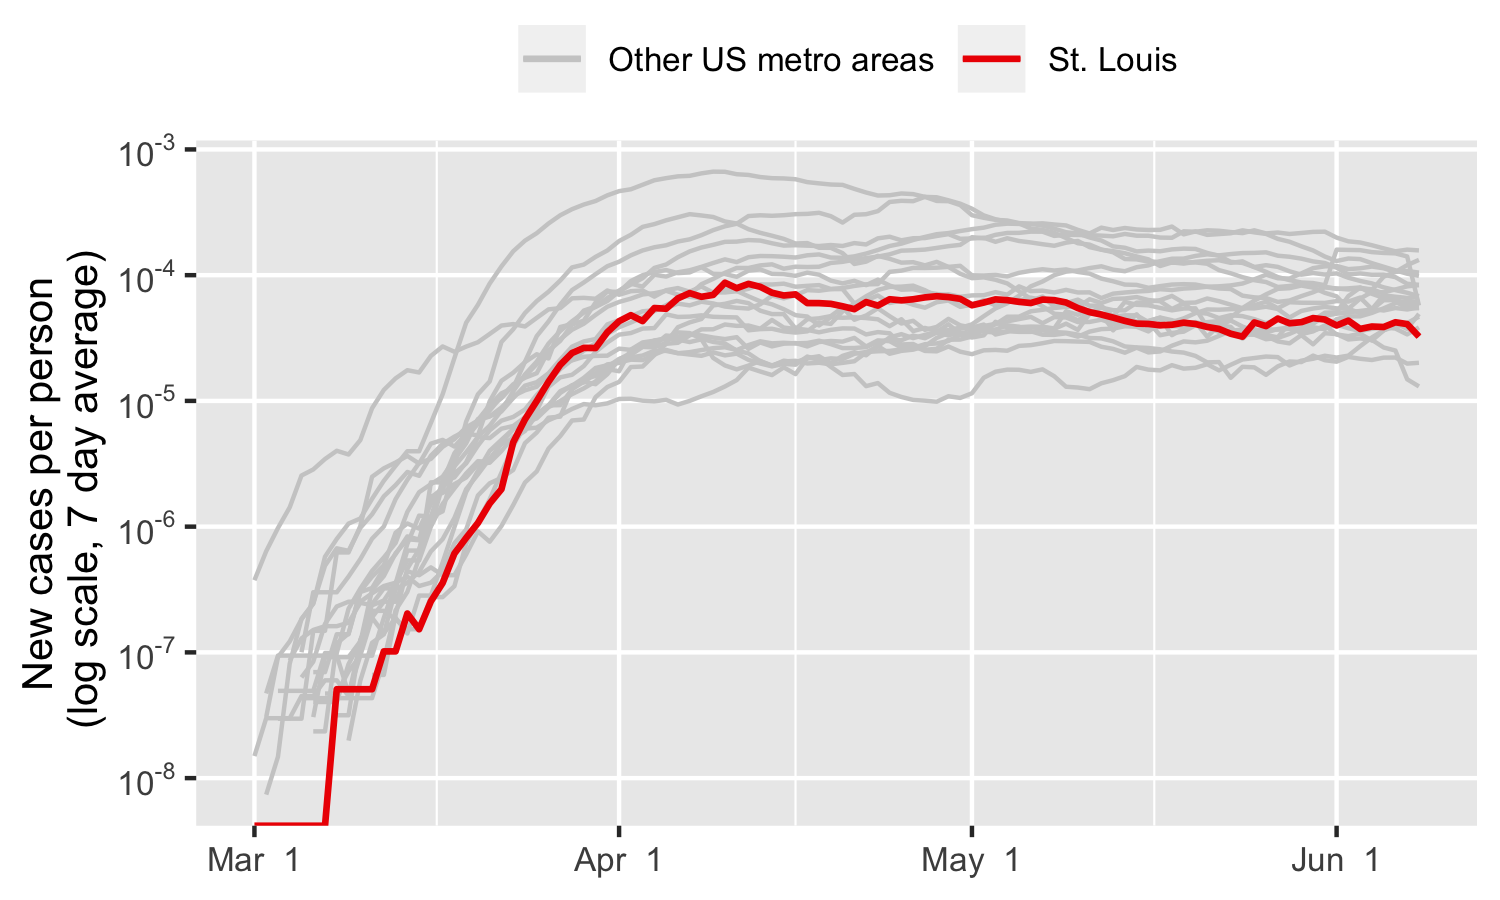 Other US metro areas St. Louis
New cases per person
(log scale, 7 day average)
10⁻³
10⁻⁴
10⁻⁵
10⁻⁶
10⁻⁷
10⁻⁸
Mar 1 Apr 1 May 1 Jun 1